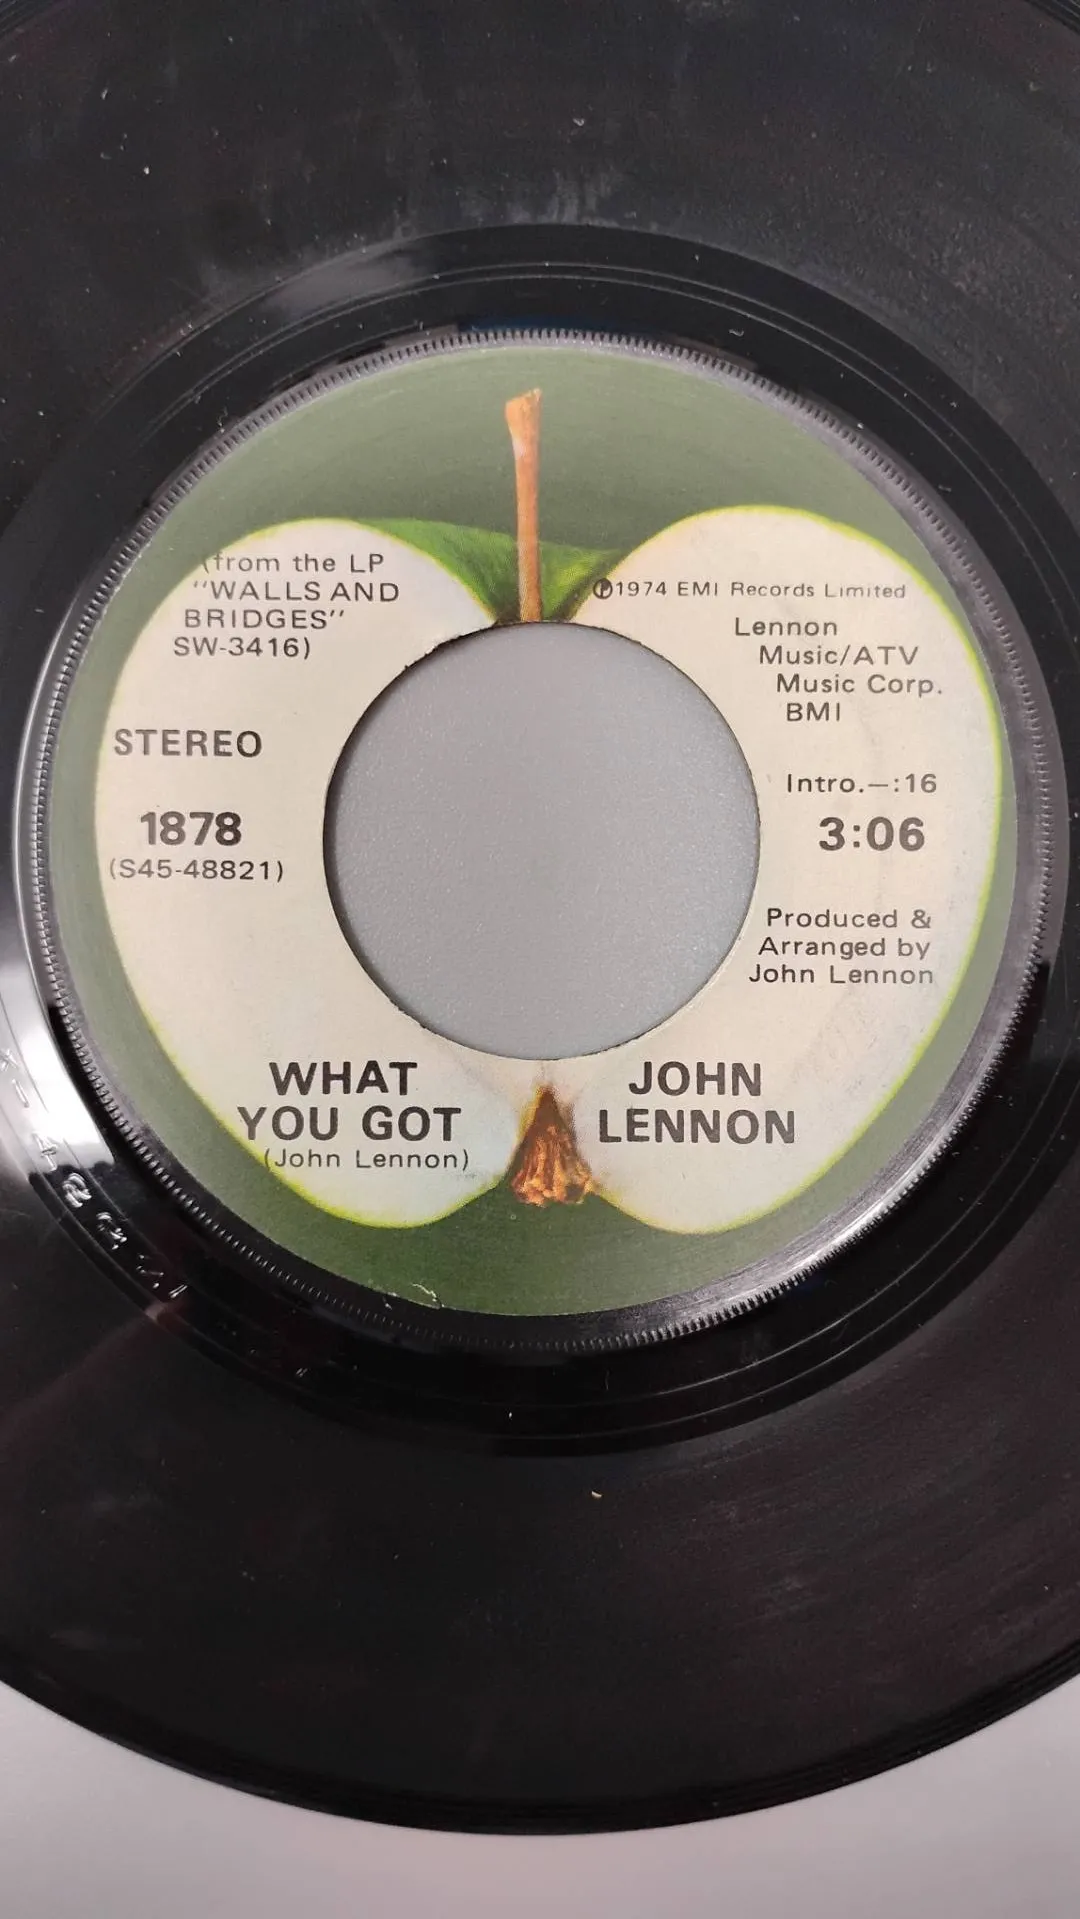 (from the LP
"WALLS AND
BRIDGES"
SW-3416)
STEREO
1878
(S45-48821)
℗1974 EMI Records Limited
Lennon
Music/ATV
Music Corp.
BMI
Intro.—:16
3:06
Produced &
Arranged by
John Lennon
WHAT
YOU GOT
(John Lennon)
JOHN
LENNON